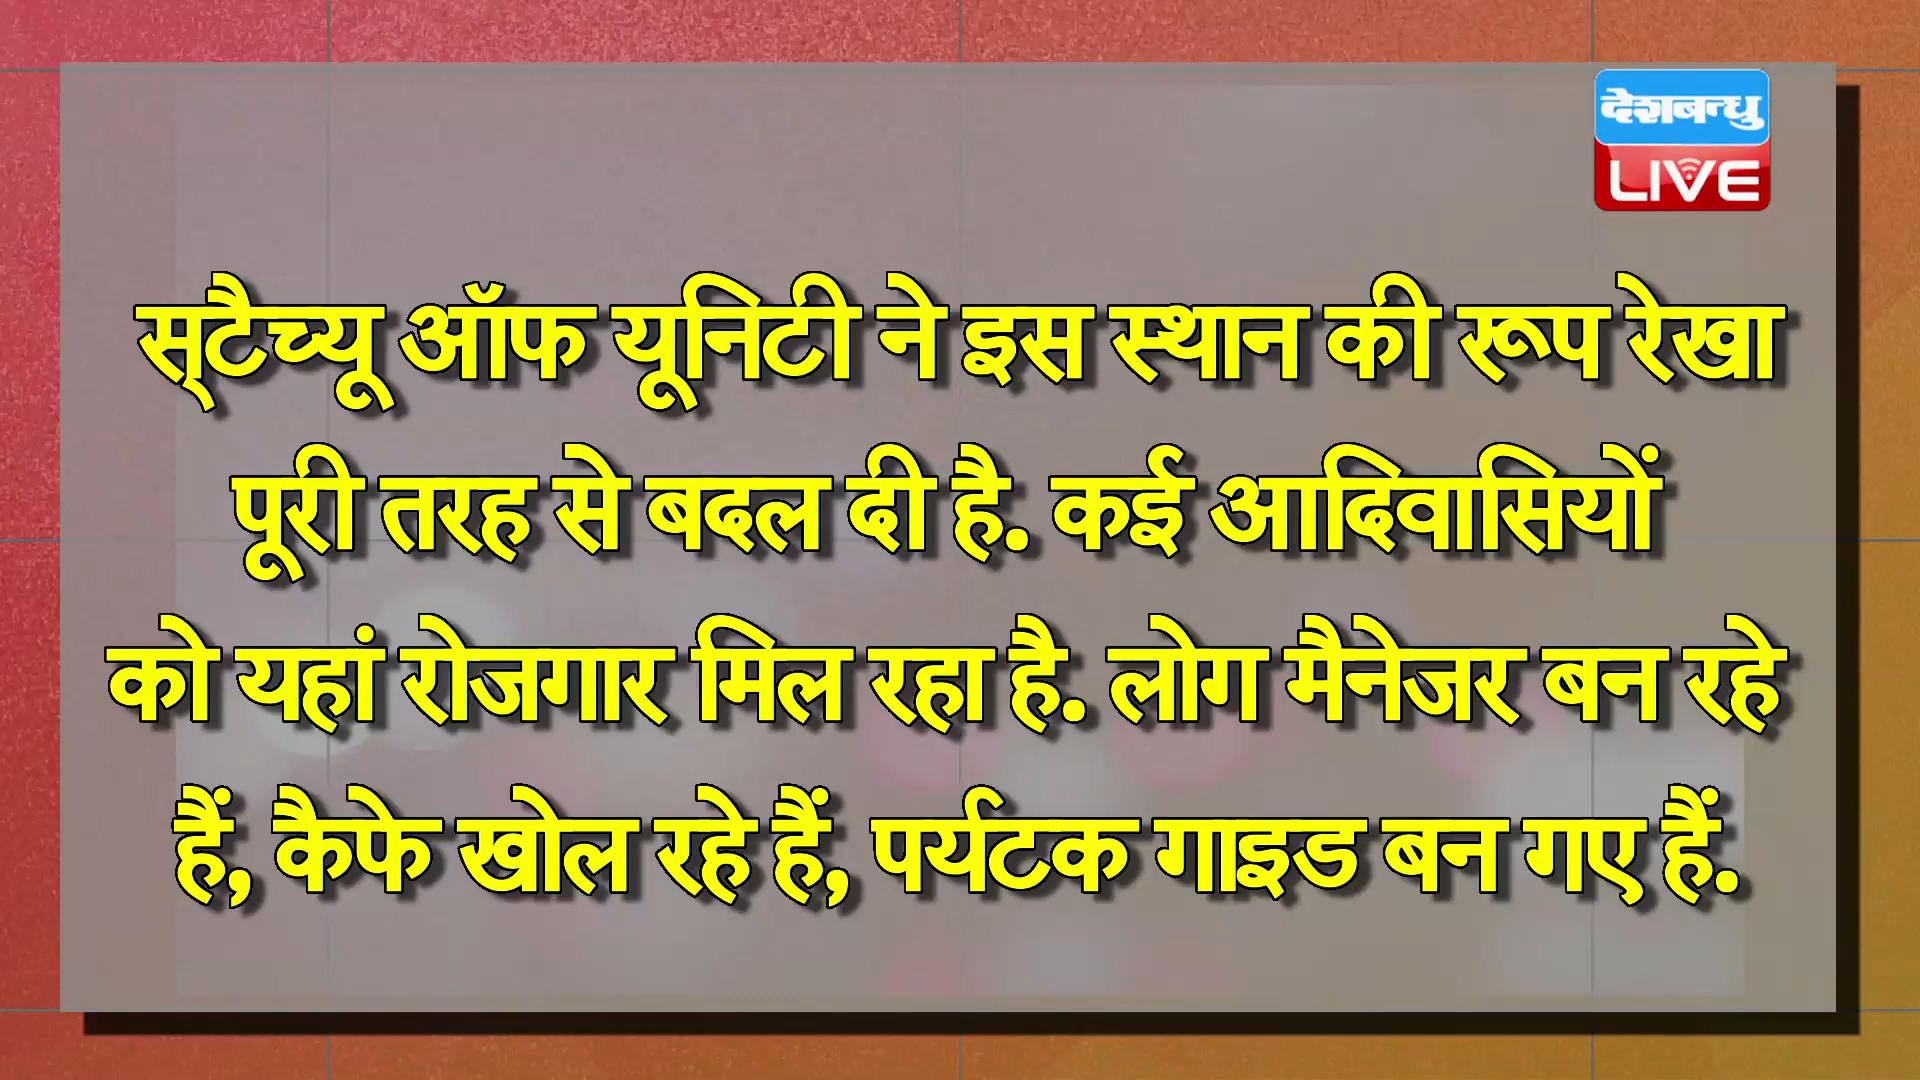 देशबन्धु
LIVE
स्टैच्यू ऑफ यूनिटी ने इस स्थान की रूप रेखा
पूरी तरह से बदल दी है. कई आदिवासियों
को यहां रोजगार मिल रहा है. लोग मैनेजर बन रहे
हैं, कैफे खोल रहे हैं, पर्यटक गाइड बन गए हैं.